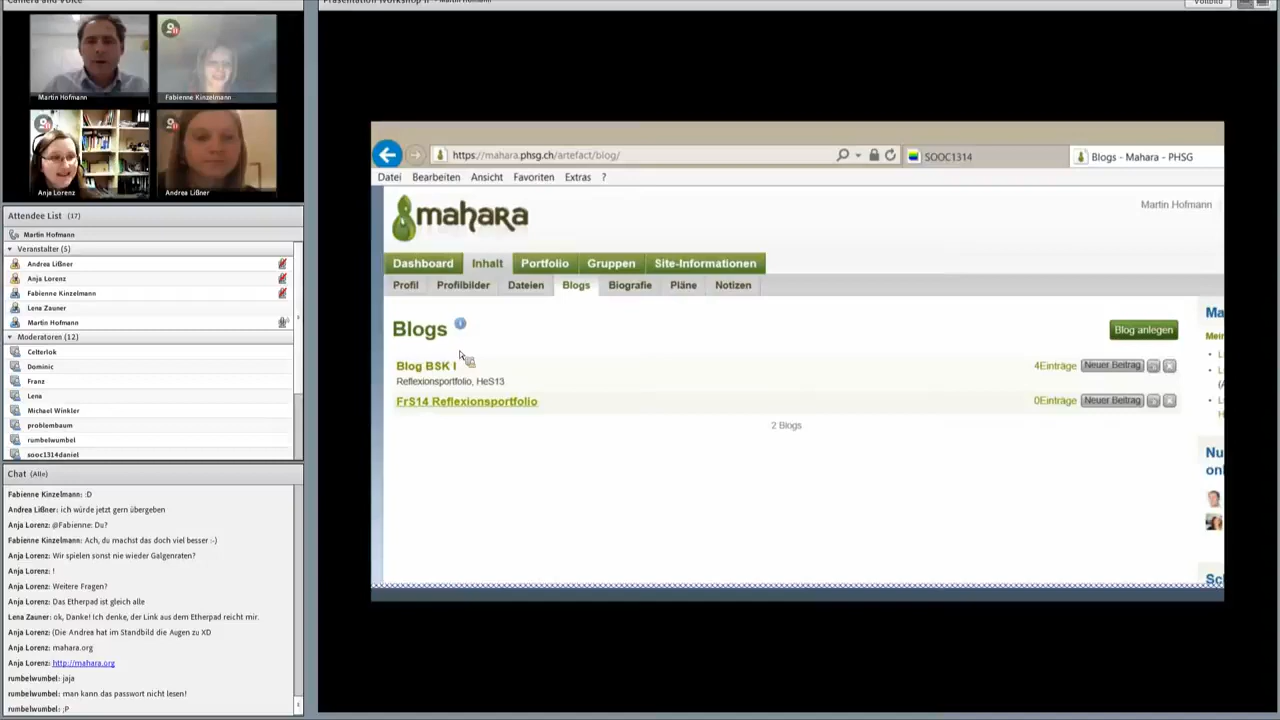 Camera and Voice
Martin Hofmann
Fabienne Kinzelmann
Anja Lorenz
Andrea Lißner
Attendee List (17)
Martin Hofmann
Veranstalter (5)
Andrea Lißner
Anja Lorenz
Fabienne Kinzelmann
Lena Zauner
Martin Hofmann
Moderatoren (12)
Celterlok
Dominic
Franz
Lena
Michael Winkler
problembaum
rumbelwumbel
sooc1314daniel
Chat (Alle)
Fabienne Kinzelmann: :D
Andrea Lißner: ich würde jetzt gern übergeben
Anja Lorenz: @Fabienne: Du?
Fabienne Kinzelmann: Ach, du machst das doch viel besser :-)
Anja Lorenz: Wir spielen sonst nie wieder Galgenraten?
Anja Lorenz: !
Anja Lorenz: Weitere Fragen?
Anja Lorenz: Das Etherpad ist gleich alle
Lena Zauner: ok, Danke! Ich denke, der Link aus dem Etherpad reicht mir.
Anja Lorenz: (Die Andrea hat im Standbild die Augen zu XD
Anja Lorenz: mahara.org
Anja Lorenz: http://mahara.org
rumbelwumbel: jaja
rumbelwumbel: man kann das passwort nicht lesen!
rumbelwumbel: ;P
Präsentation Workshop II - Martin Hofmann
Vollbild
https://mahara.phsg.ch/artefact/blog/
SOOC1314
Blogs - Mahara - PHSG
Datei Bearbeiten Ansicht Favoriten Extras ?
mahara
Martin Hofmann
Dashboard Inhalt Portfolio Gruppen Site-Informationen
Profil Profilbilder Dateien Blogs Biografie Pläne Notizen
Blogs
Blog anlegen
Blog BSK I
4Einträge Neuer Beitrag
Reflexionsportfolio, HeS13
FrS14 Reflexionsportfolio
0Einträge Neuer Beitrag
2 Blogs
Ma
Mein
Nu
onl
Sc